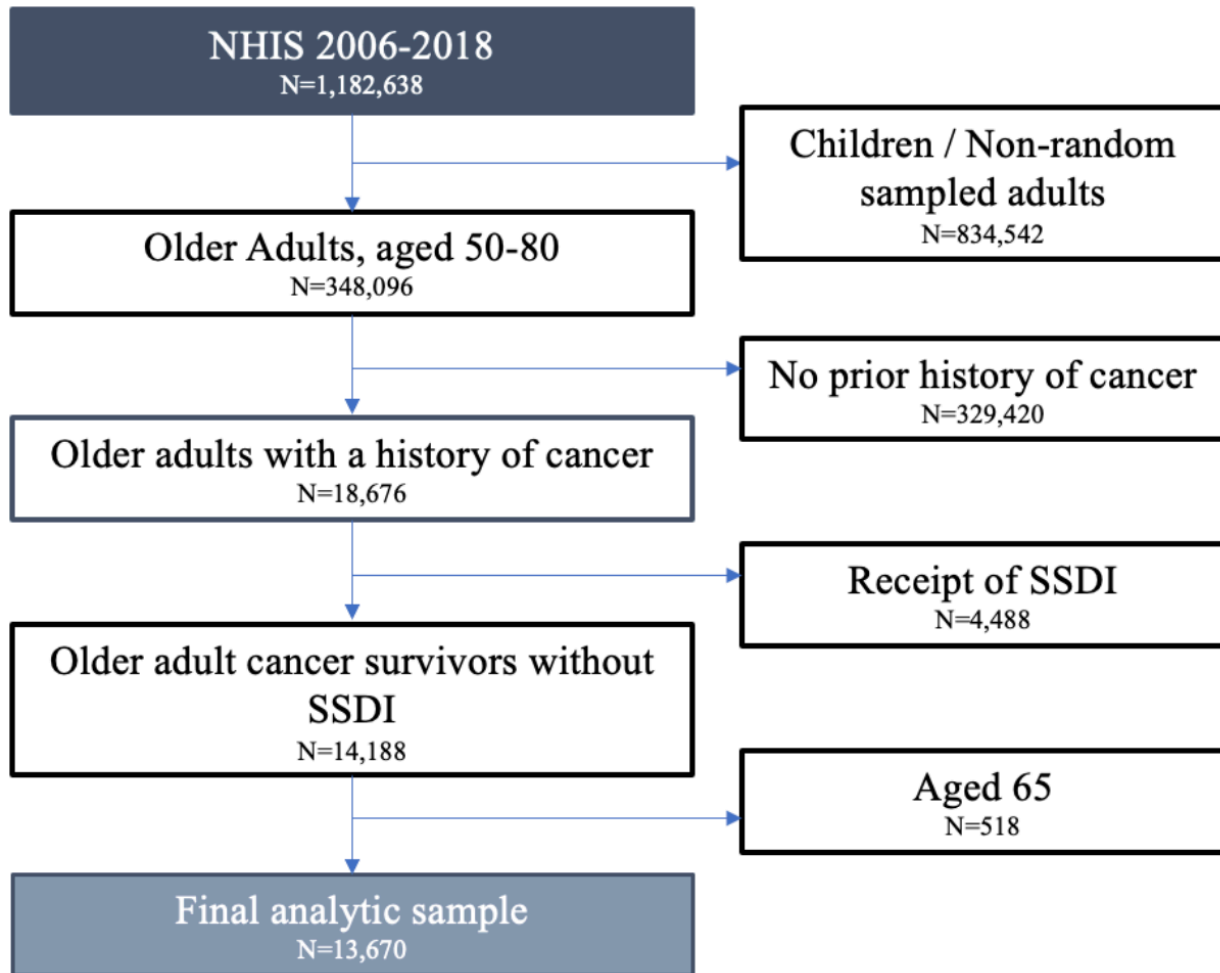 NHIS 2006-2018
N=1,182,638
Children / Non-random
sampled adults
N=834,542
Older Adults, aged 50-80
N=348,096
No prior history of cancer
N=329,420
Older adults with a history of cancer
N=18,676
Receipt of SSDI
N=4,488
Older adult cancer survivors without
SSDI
N=14,188
Aged 65
N=518
Final analytic sample
N=13,670